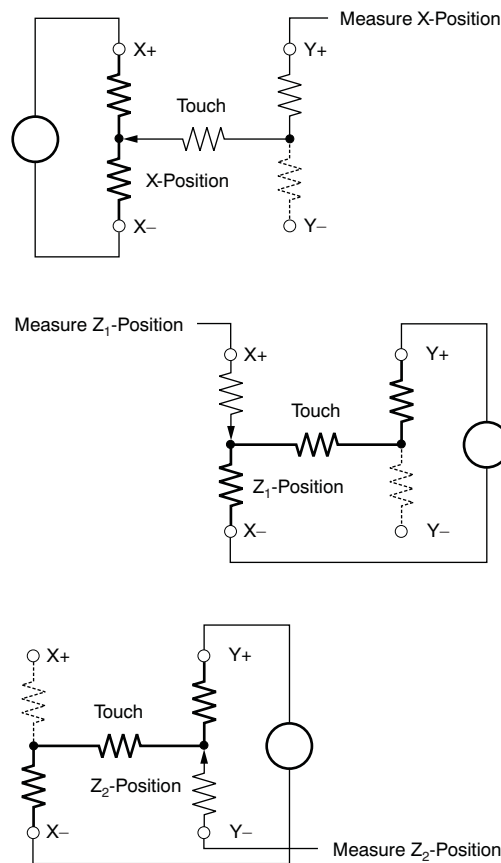 Measure X-Position
X+
Y+
Touch
X-Position
X–
Y–
Measure Z₁-Position
X+
Y+
Touch
Z₁-Position
X–
Y–
X+
Y+
Touch
Z₂-Position
X–
Y–
Measure Z₂-Position